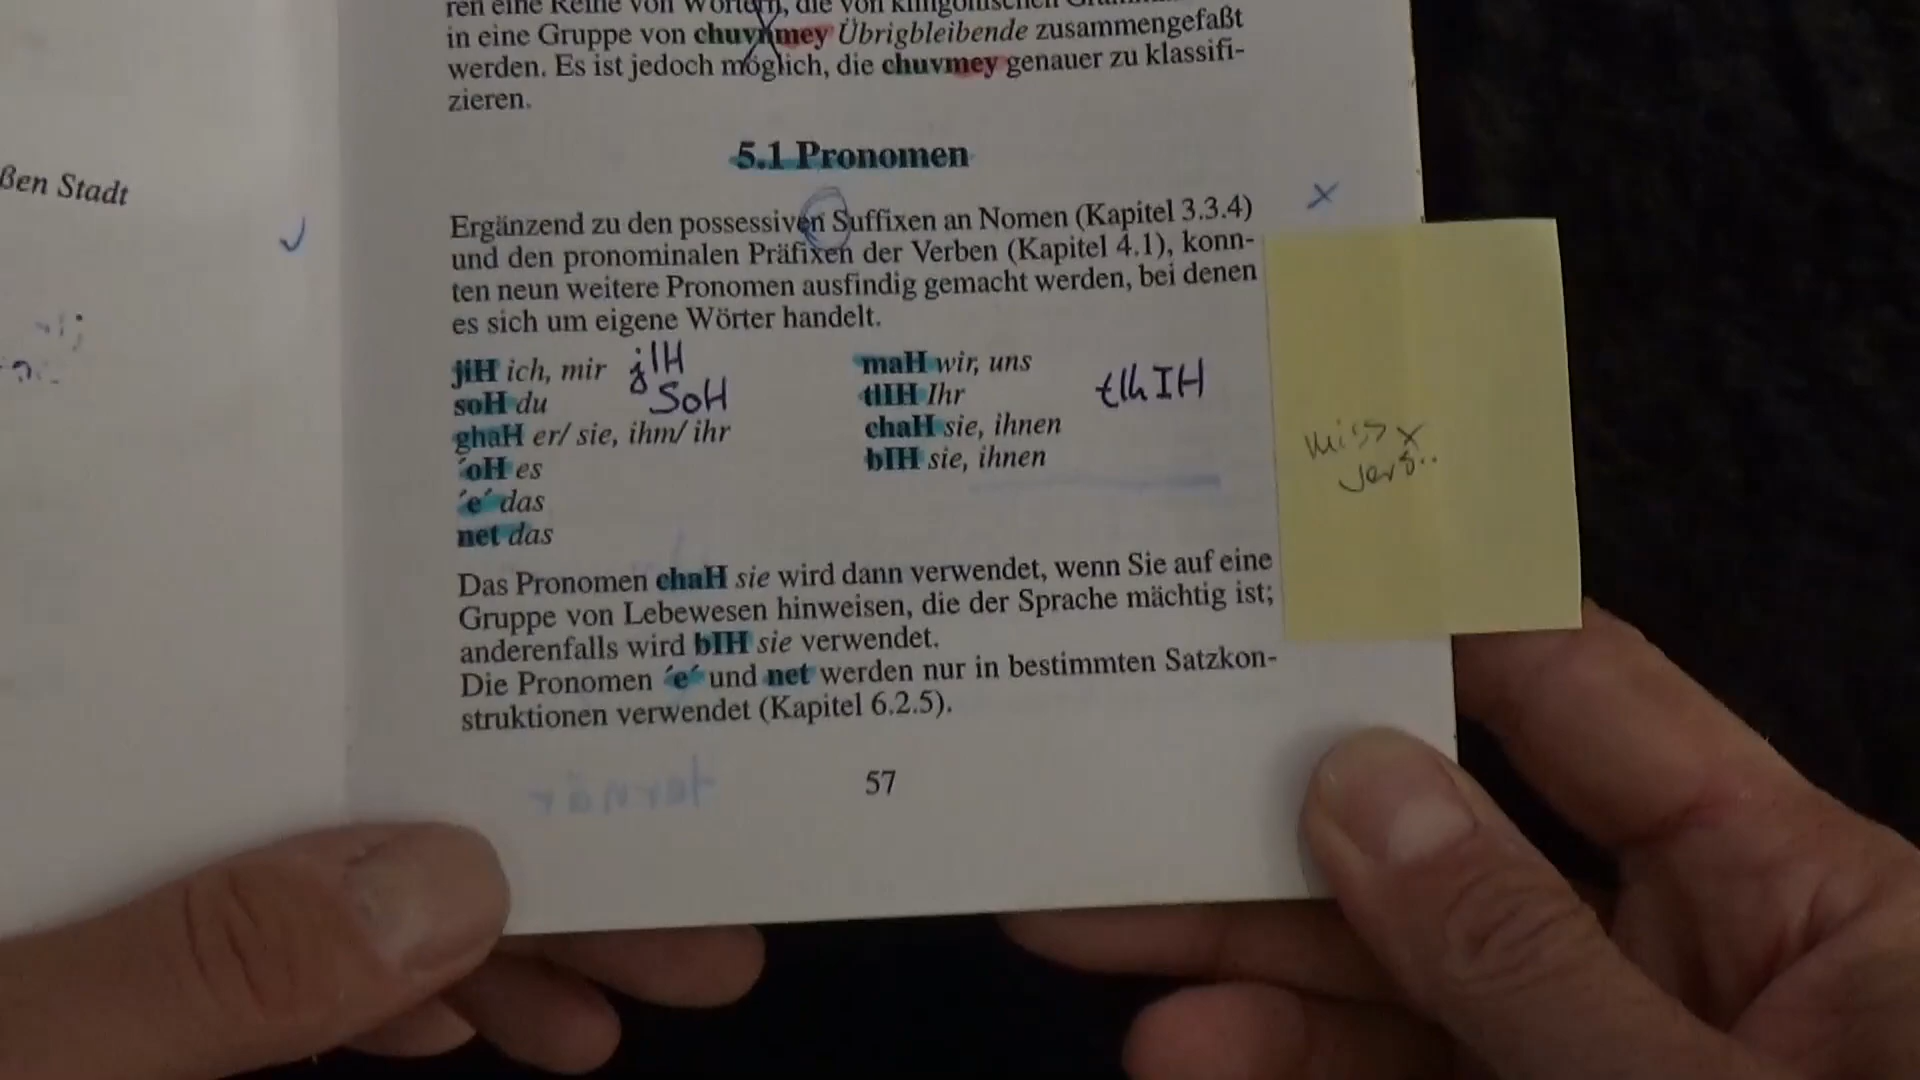 ren eine Reihe von Wörtern, die von klingonischen
in eine Gruppe von chuvmey Übrigbleibende zusammengefaßt
werden. Es ist jedoch möglich, die chuvmey genauer zu klassifi-
zieren.
5.1 Pronomen
ßen Stadt
Ergänzend zu den possessiven Suffixen an Nomen (Kapitel 3.3.4)
und den pronominalen Präfixen der Verben (Kapitel 4.1), konn-
ten neun weitere Pronomen ausfindig gemacht werden, bei denen
es sich um eigene Wörter handelt.
jiH ich, mir jIH
soH du SoH
ghaH er/ sie, ihm/ ihr
´oH es
´e´ das
net das
maH wir, uns
tlIH Ihr tlhIH
chaH sie, ihnen
bIH sie, ihnen
Das Pronomen chaH sie wird dann verwendet, wenn Sie auf eine
Gruppe von Lebewesen hinweisen, die der Sprache mächtig ist;
anderenfalls wird bIH sie verwendet.
Die Pronomen ´e´ und net werden nur in bestimmten Satzkon-
struktionen verwendet (Kapitel 6.2.5).
57